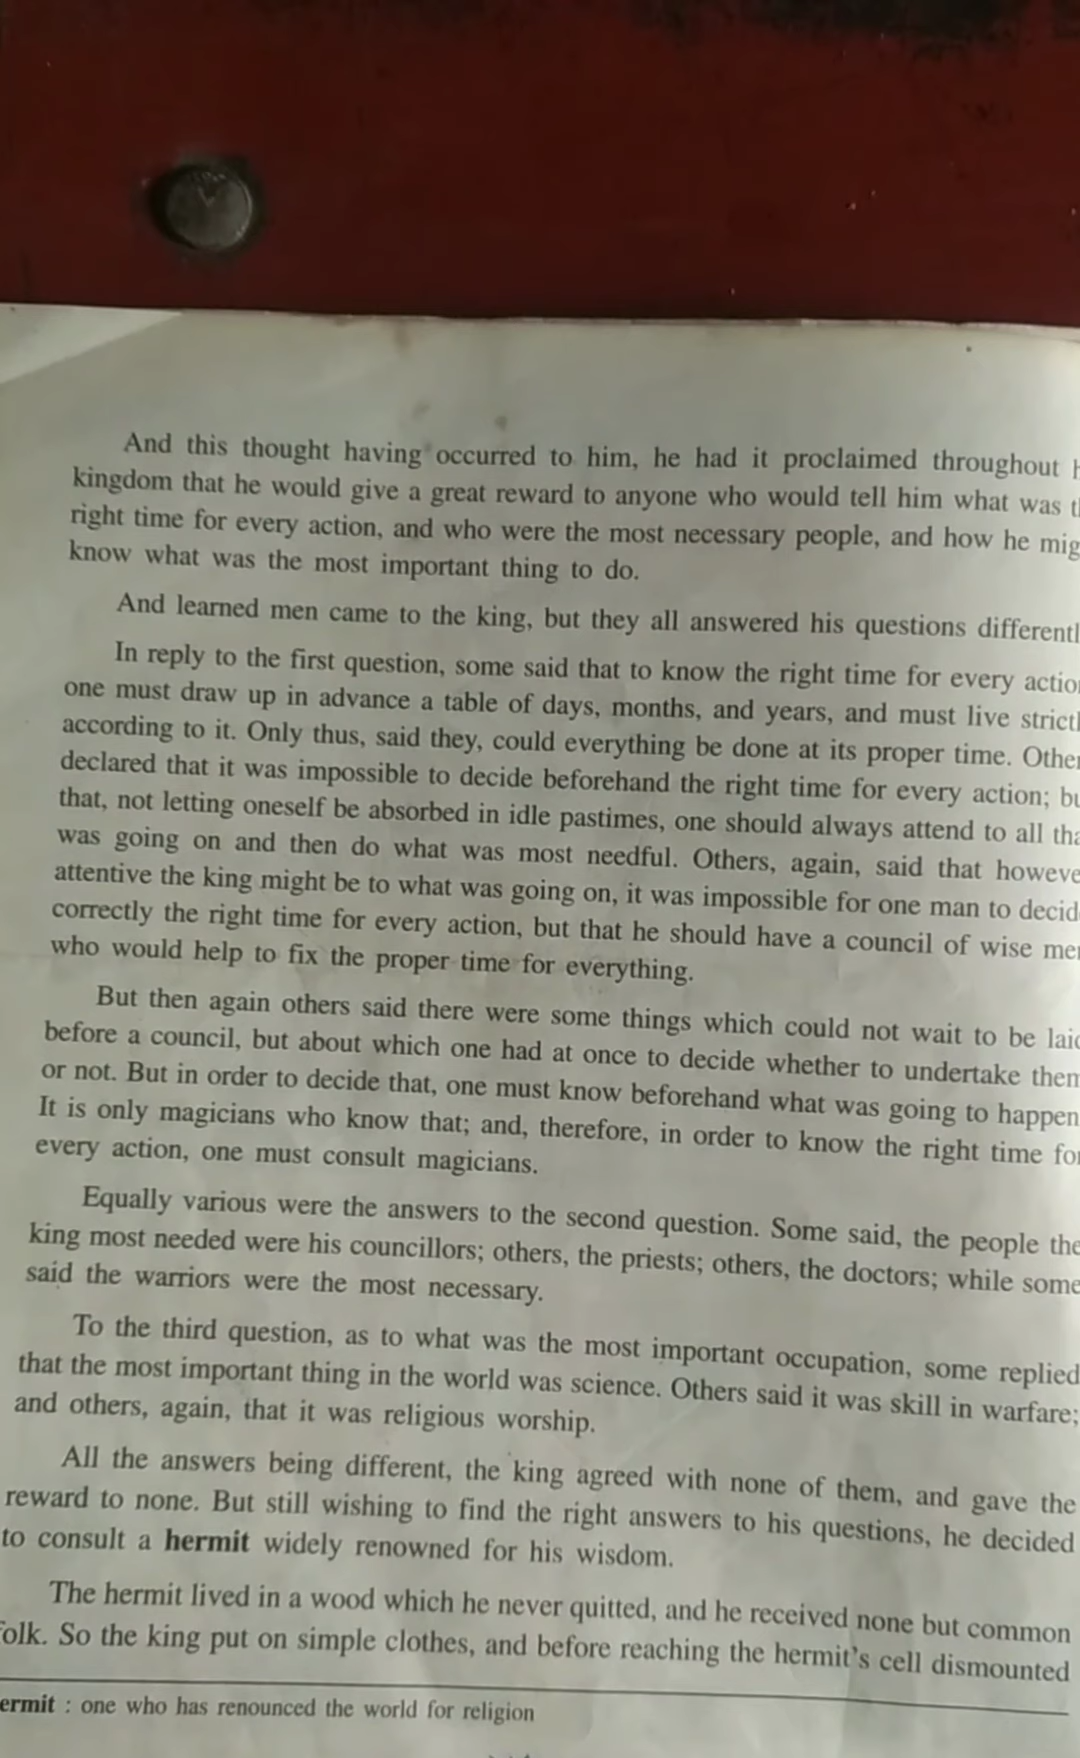 And this thought having occurred to him, he had it proclaimed throughout
kingdom that he would give a great reward to anyone who would tell him what was
right time for every action, and who were the most necessary people, and how he
know what was the most important thing to do.
And learned men came to the king, but they all answered his questions
In reply to the first question, some said that to know the right time for every
one must draw up in advance a table of days, months, and years, and must live
according to it. Only thus, said they, could everything be done at its proper time.
declared that it was impossible to decide beforehand the right time for every action;
that, not letting oneself be absorbed in idle pastimes, one should always attend to all
was going on and then do what was most needful. Others, again, said that
attentive the king might be to what was going on, it was impossible for one man to
correctly the right time for every action, but that he should have a council of wise
who would help to fix the proper time for everything.
But then again others said there were some things which could not wait to be
before a council, but about which one had at once to decide whether to undertake
or not. But in order to decide that, one must know beforehand what was going to happen
It is only magicians who know that; and, therefore, in order to know the right time
every action, one must consult magicians.
Equally various were the answers to the second question. Some said, the people the
king most needed were his councillors; others, the priests; others, the doctors; while some
said the warriors were the most necessary.
To the third question, as to what was the most important occupation, some replied
that the most important thing in the world was science. Others said it was skill in warfare;
and others, again, that it was religious worship.
All the answers being different, the king agreed with none of them, and gave the
reward to none. But still wishing to find the right answers to his questions, he decided
to consult a hermit widely renowned for his wisdom.
The hermit lived in a wood which he never quitted, and he received none but common
olk. So the king put on simple clothes, and before reaching the hermit's cell dismounted
ermit : one who has renounced the world for religion